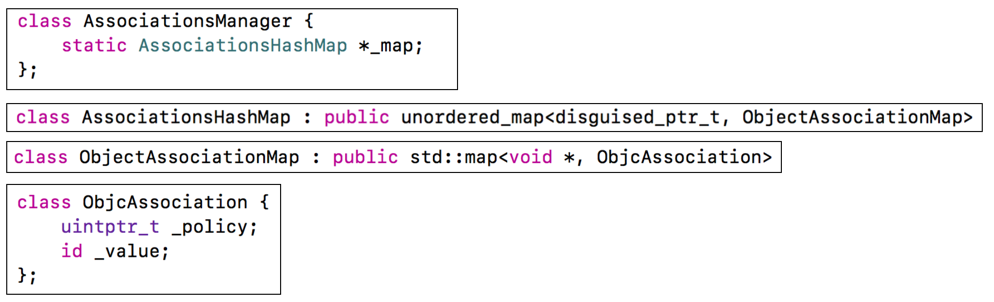 class AssociationsManager {
    static AssociationsHashMap *_map;
};
class AssociationsHashMap : public unordered_map<disguised_ptr_t, ObjectAssociationMap>
class ObjectAssociationMap : public std::map<void *, ObjcAssociation>
class ObjcAssociation {
    uintptr_t _policy;
    id _value;
};